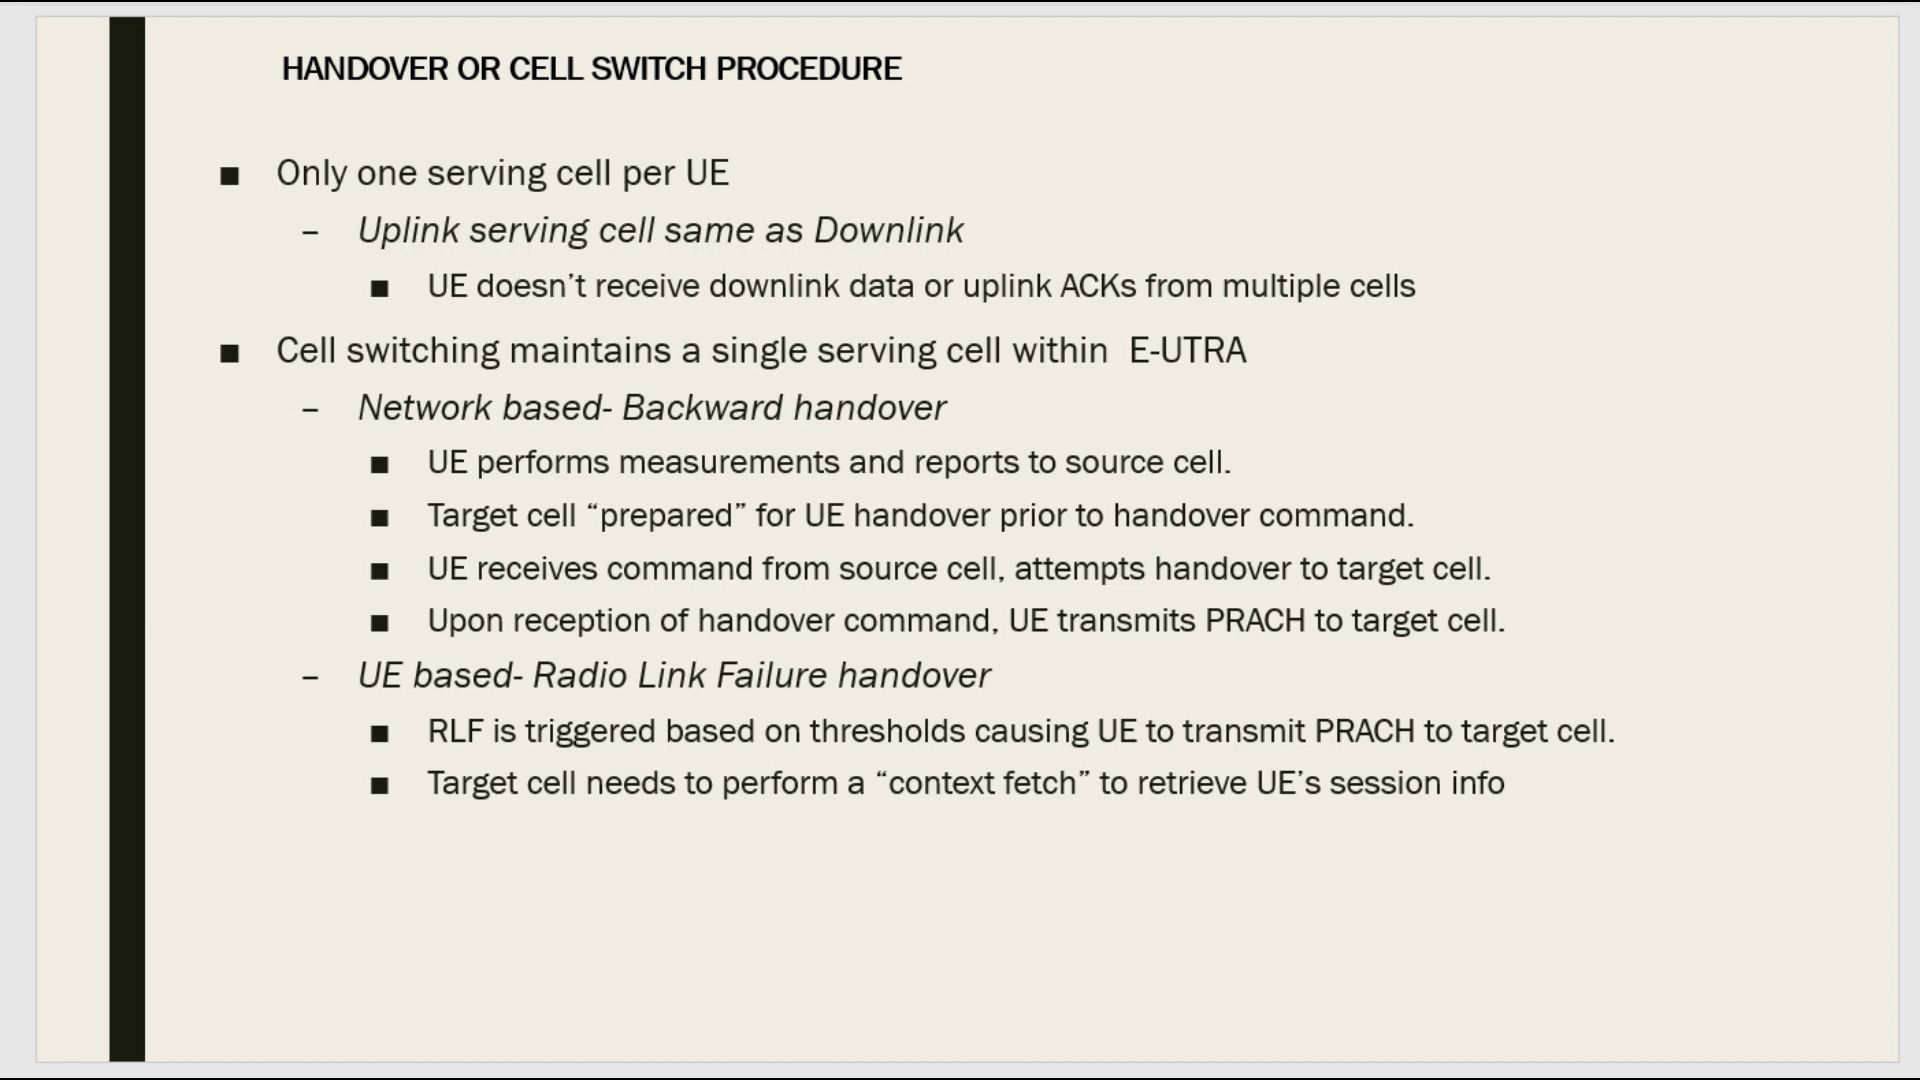 HANDOVER OR CELL SWITCH PROCEDURE
■ Only one serving cell per UE
– Uplink serving cell same as Downlink
■ UE doesn’t receive downlink data or uplink ACKs from multiple cells
■ Cell switching maintains a single serving cell within E-UTRA
– Network based- Backward handover
■ UE performs measurements and reports to source cell.
■ Target cell “prepared” for UE handover prior to handover command.
■ UE receives command from source cell, attempts handover to target cell.
■ Upon reception of handover command, UE transmits PRACH to target cell.
– UE based- Radio Link Failure handover
■ RLF is triggered based on thresholds causing UE to transmit PRACH to target cell.
■ Target cell needs to perform a “context fetch” to retrieve UE’s session info